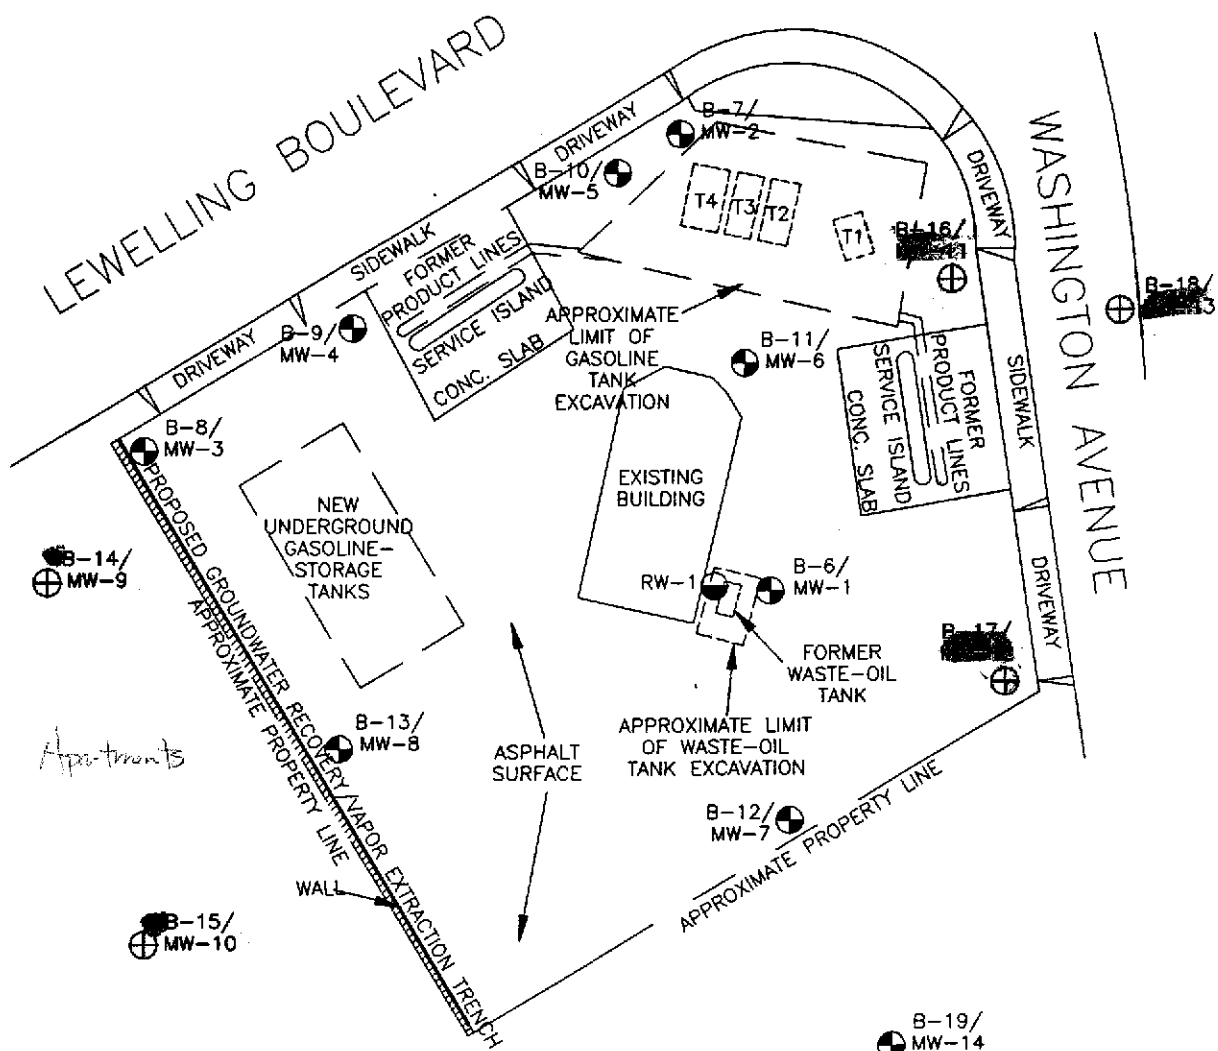 LEWELLING BOULEVARD
WASHINGTON AVENUE
DRIVEWAY
SIDEWALK
DRIVEWAY
DRIVEWAY
SIDEWALK
DRIVEWAY
B-7/
MW-2
B-10/
MW-5
T4
T3
T2
T1
B-16/
B-18/
FORMER
PRODUCT LINES
SERVICE ISLAND
CONC. SLAB
B-9/
MW-4
APPROXIMATE
LIMIT OF
GASOLINE
TANK
EXCAVATION
B-11/
MW-6
FORMER
PRODUCT LINES
SERVICE ISLAND
CONC. SLAB
B-8/
MW-3
NEW
UNDERGROUND
GASOLINE-
STORAGE
TANKS
EXISTING
BUILDING
B-14/
MW-9
RW-1
B-6/
MW-1
B-17/
FORMER
WASTE-OIL
TANK
APPROXIMATE LIMIT
OF WASTE-OIL
TANK EXCAVATION
PROPOSED GROUNDWATER RECOVERY/VAPOR EXTRACTION TRENCH
APPROXIMATE PROPERTY LINE
B-13/
MW-8
Apartments
ASPHALT
SURFACE
B-12/
MW-7
APPROXIMATE PROPERTY LINE
WALL
B-15/
MW-10
B-19/
MW-14